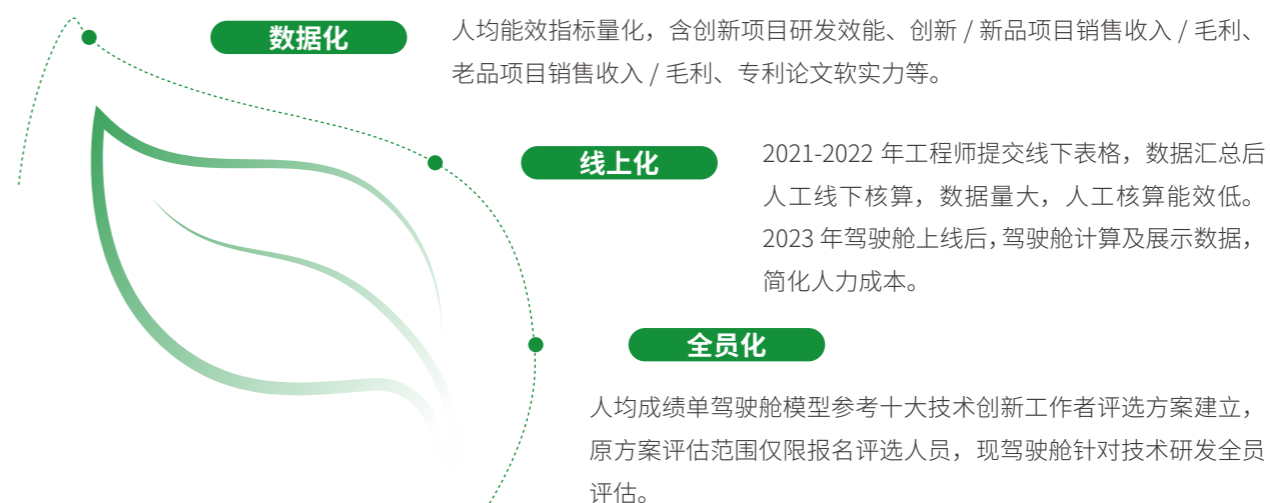 数据化
人均能效指标量化，含创新项目研发效能、创新 / 新品项目销售收入 / 毛利、
老品项目销售收入 / 毛利、专利论文软实力等。
线上化
2021-2022 年工程师提交线下表格，数据汇总后
人工线下核算，数据量大，人工核算能效低。
2023 年驾驶舱上线后，驾驶舱计算及展示数据，
简化人力成本。
全员化
人均成绩单驾驶舱模型参考十大技术创新工作者评选方案建立，
原方案评估范围仅限报名评选人员，现驾驶舱针对技术研发全员
评估。